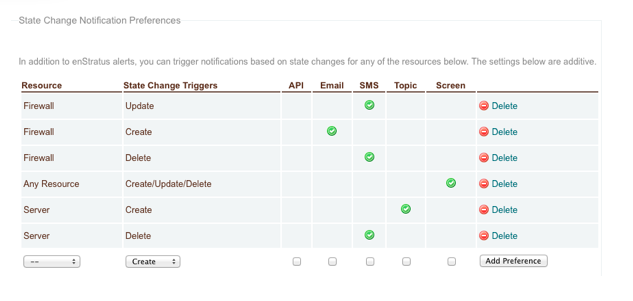 State Change Notification Preferences
In addition to enStratus alerts, you can trigger notifications based on state changes for any of the resources below. The settings below are additive.
Resource State Change Triggers API Email SMS Topic Screen
Firewall Update Delete
Firewall Create Delete
Firewall Delete Delete
Any Resource Create/Update/Delete Delete
Server Create Delete
Server Delete Delete
-- Create Add Preference